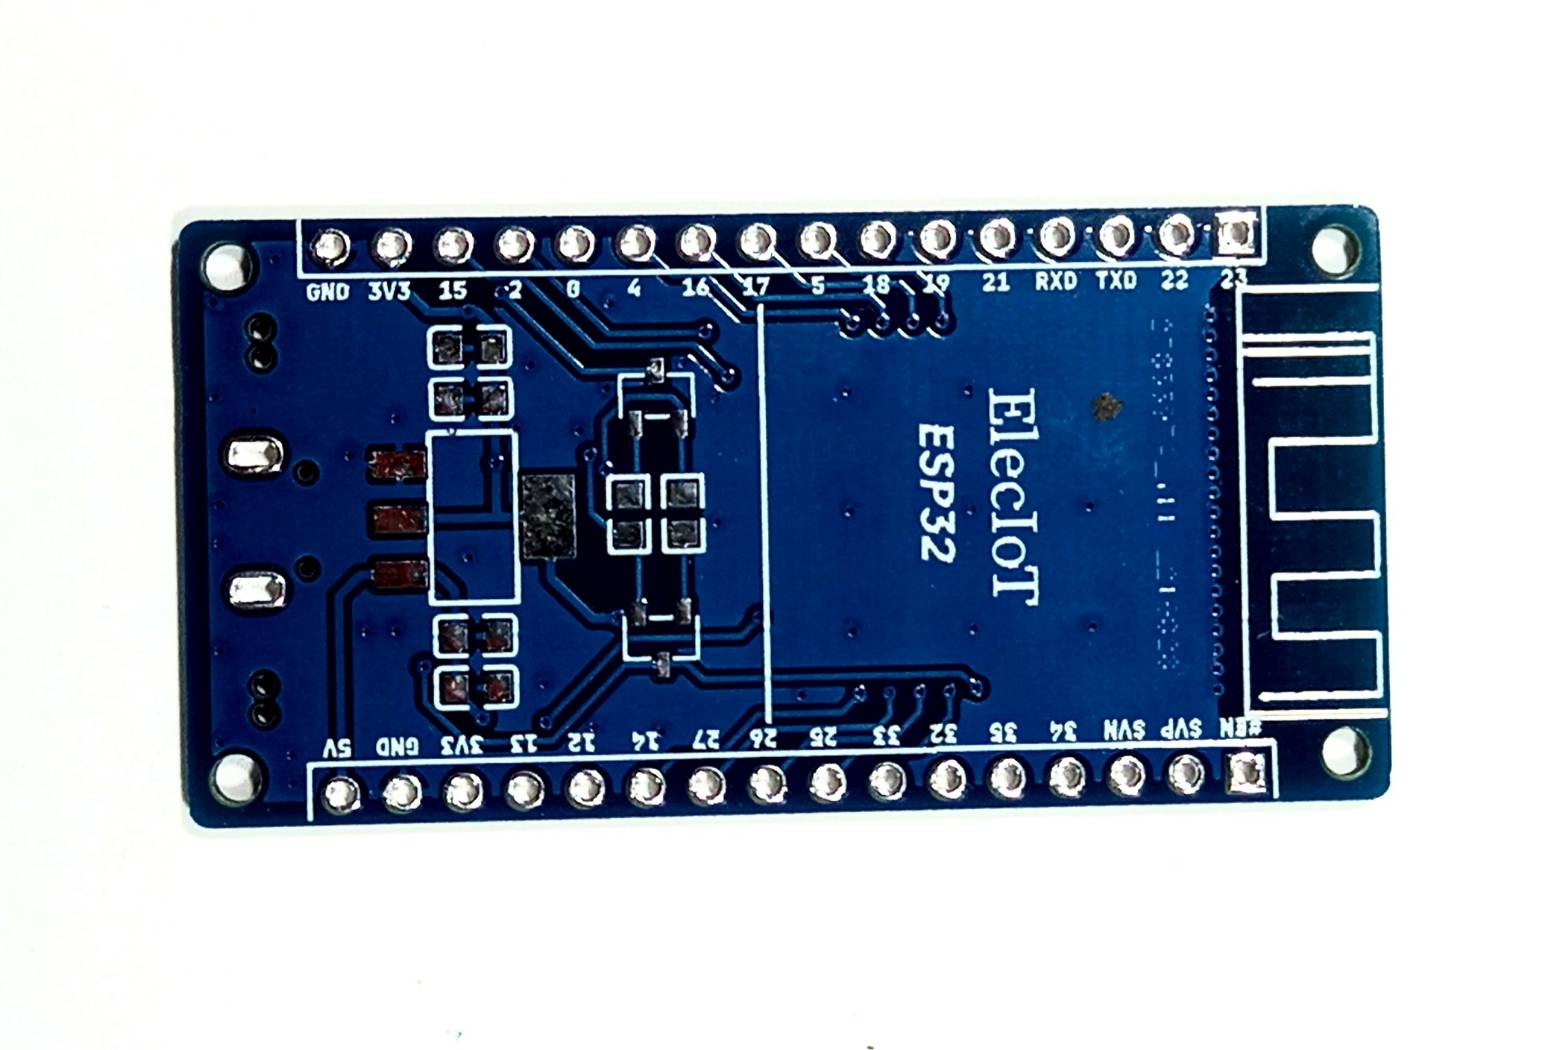 GND 3V3 15 2 0 4 16 17 5 18 19 21 RXD TXD 22 23
ElecIoT
ESP32
5V GND 3V3 13 12 14 27 26 25 33 32 35 34 SVN SVP #EN